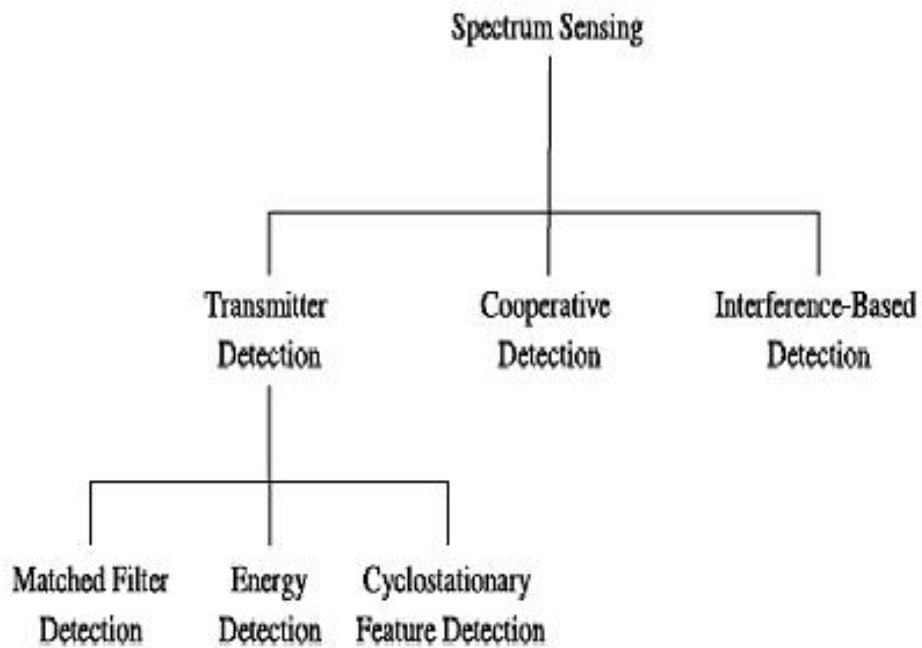 Spectrum Sensing
Transmitter
Detection
Cooperative
Detection
Interference-Based
Detection
Matched Filter
Detection
Energy
Detection
Cyclostationary
Feature Detection